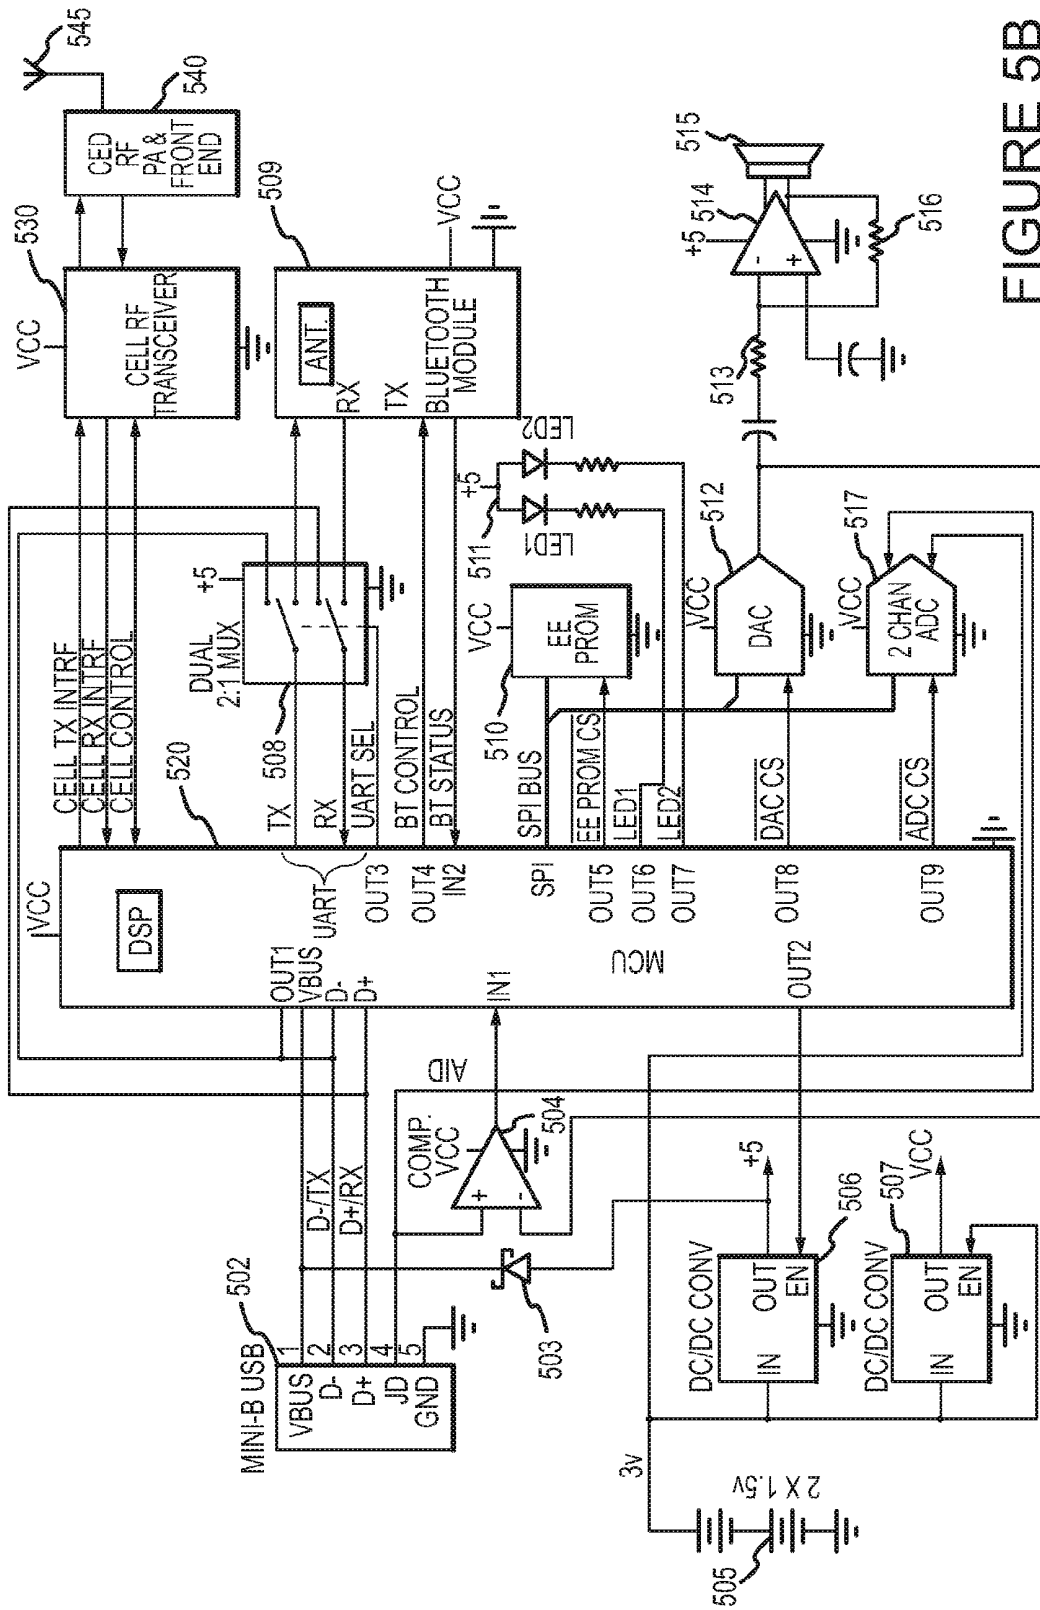 MINI-B USB
502
VBUS 1
D- 2
D+ 3
JD 4
GND 5
D-/TX
D+/RX
503
COMP.
VCC
+
-
504
AID
3v
2 X 1.5v
505
DC/DC CONV
IN
OUT
EN
+5
506
DC/DC CONV
IN
OUT
EN
VCC
507
VCC
DSP
OUT1
VBUS
D-
D+
UART
OUT3
OUT4
IN2
IN1
MCU
SPI
OUT5
OUT6
OUT7
OUT2
OUT8
OUT9
520
CELL TX INTRF
CELL RX INTRF
CELL CONTROL
TX
RX
UART SEL
BT CONTROL
BT STATUS
SPI BUS
EE PROM CS
LED1
LED2
DAC CS
ADC CS
508
DUAL
2:1 MUX
+5
VCC
530
CELL RF
TRANSCEIVER
CED
RF
PA &
FRONT
END
540
545
509
ANT.
RX
TX
BLUETOOTH
MODULE
VCC
510
VCC
EE
PROM
511
+5
LED1
LED2
VCC
512
DAC
VCC
517
2 CHAN
ADC
513
+5
514
-
+
515
516
FIGURE 5B